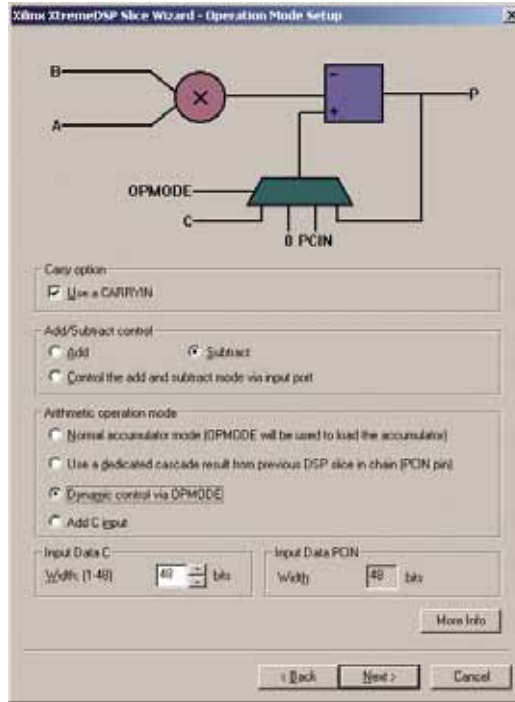 Xilinx XtremeDSP Slice Wizard - Operation Mode Setup
B
A
P
OPMODE
C
0 PCIN
Carry option
Use a CARRYIN
Add/Subtract control
Add
Subtract
Control the add and subtract mode via input port
Arithmetic operation mode
Normal accumulator mode (OPMODE will be used to load the accumulator)
Use a dedicated cascade result from previous DSP slice in chain (PCIN pin)
Dynamic control via OPMODE
Add C input
Input Data C
Width: (1-48) 48 bits
Input Data PCIN
Width 48 bits
More Info
< Back
Next >
Cancel